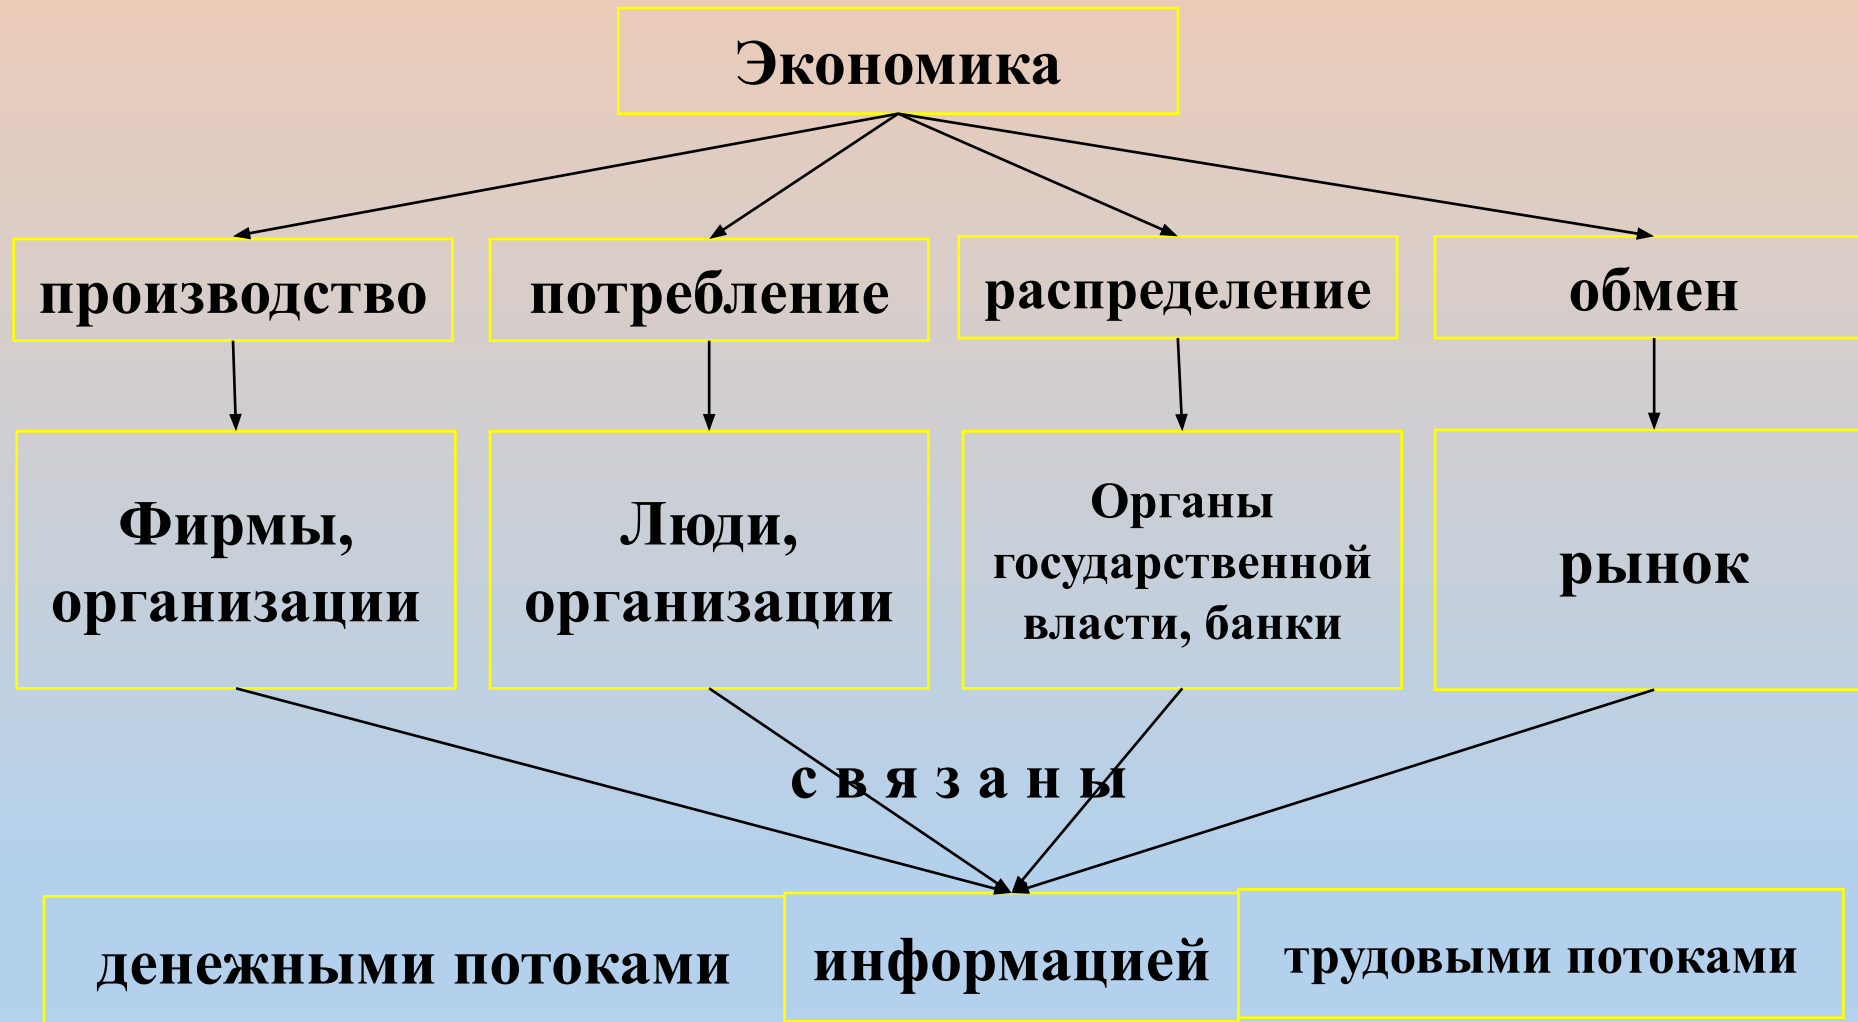 Экономика
производство
потребление
распределение
обмен
Фирмы,
организации
Люди,
организации
Органы
государственной
власти, банки
рынок
с в я з а н ы
денежными потоками
информацией
трудовыми потоками